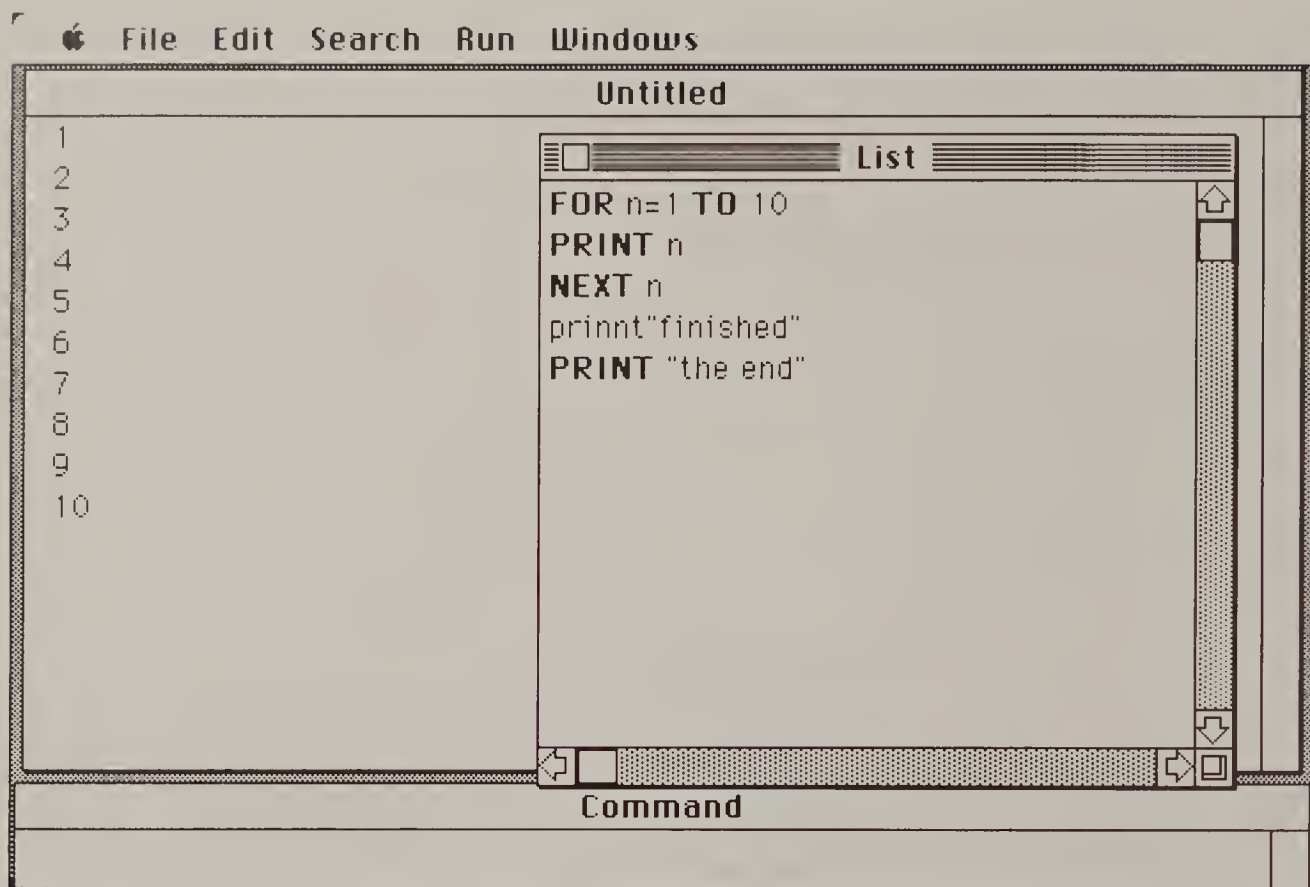 File Edit Search Run Windows
Untitled
1
2
3
4
5
6
7
8
9
10
List
FOR n=1 TO 10
PRINT n
NEXT n
prinnt"finished"
PRINT "the end"
Command